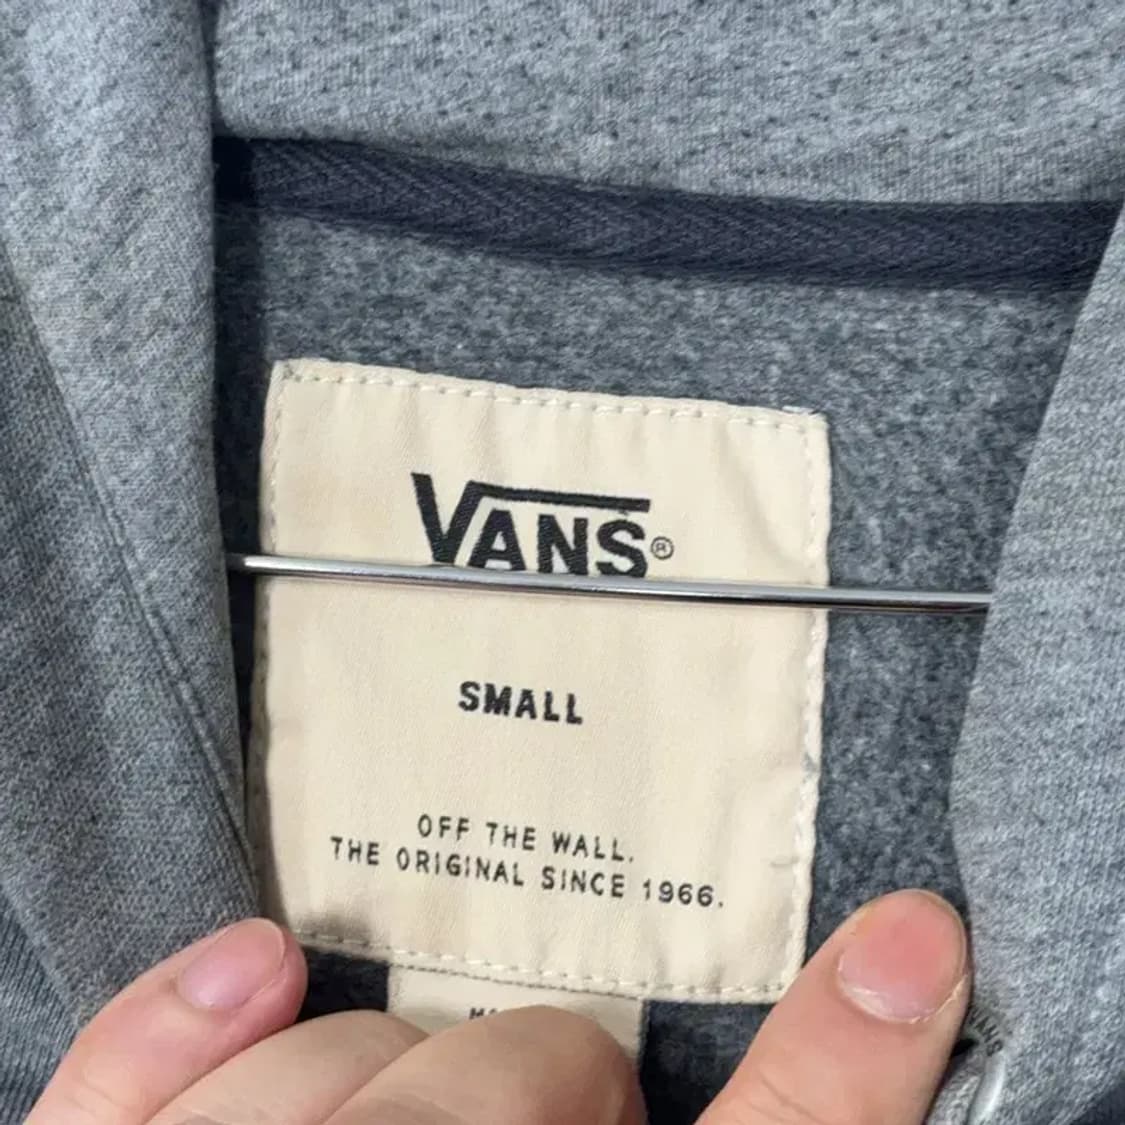 VANS®
SMALL
OFF THE WALL.
THE ORIGINAL SINCE 1966.